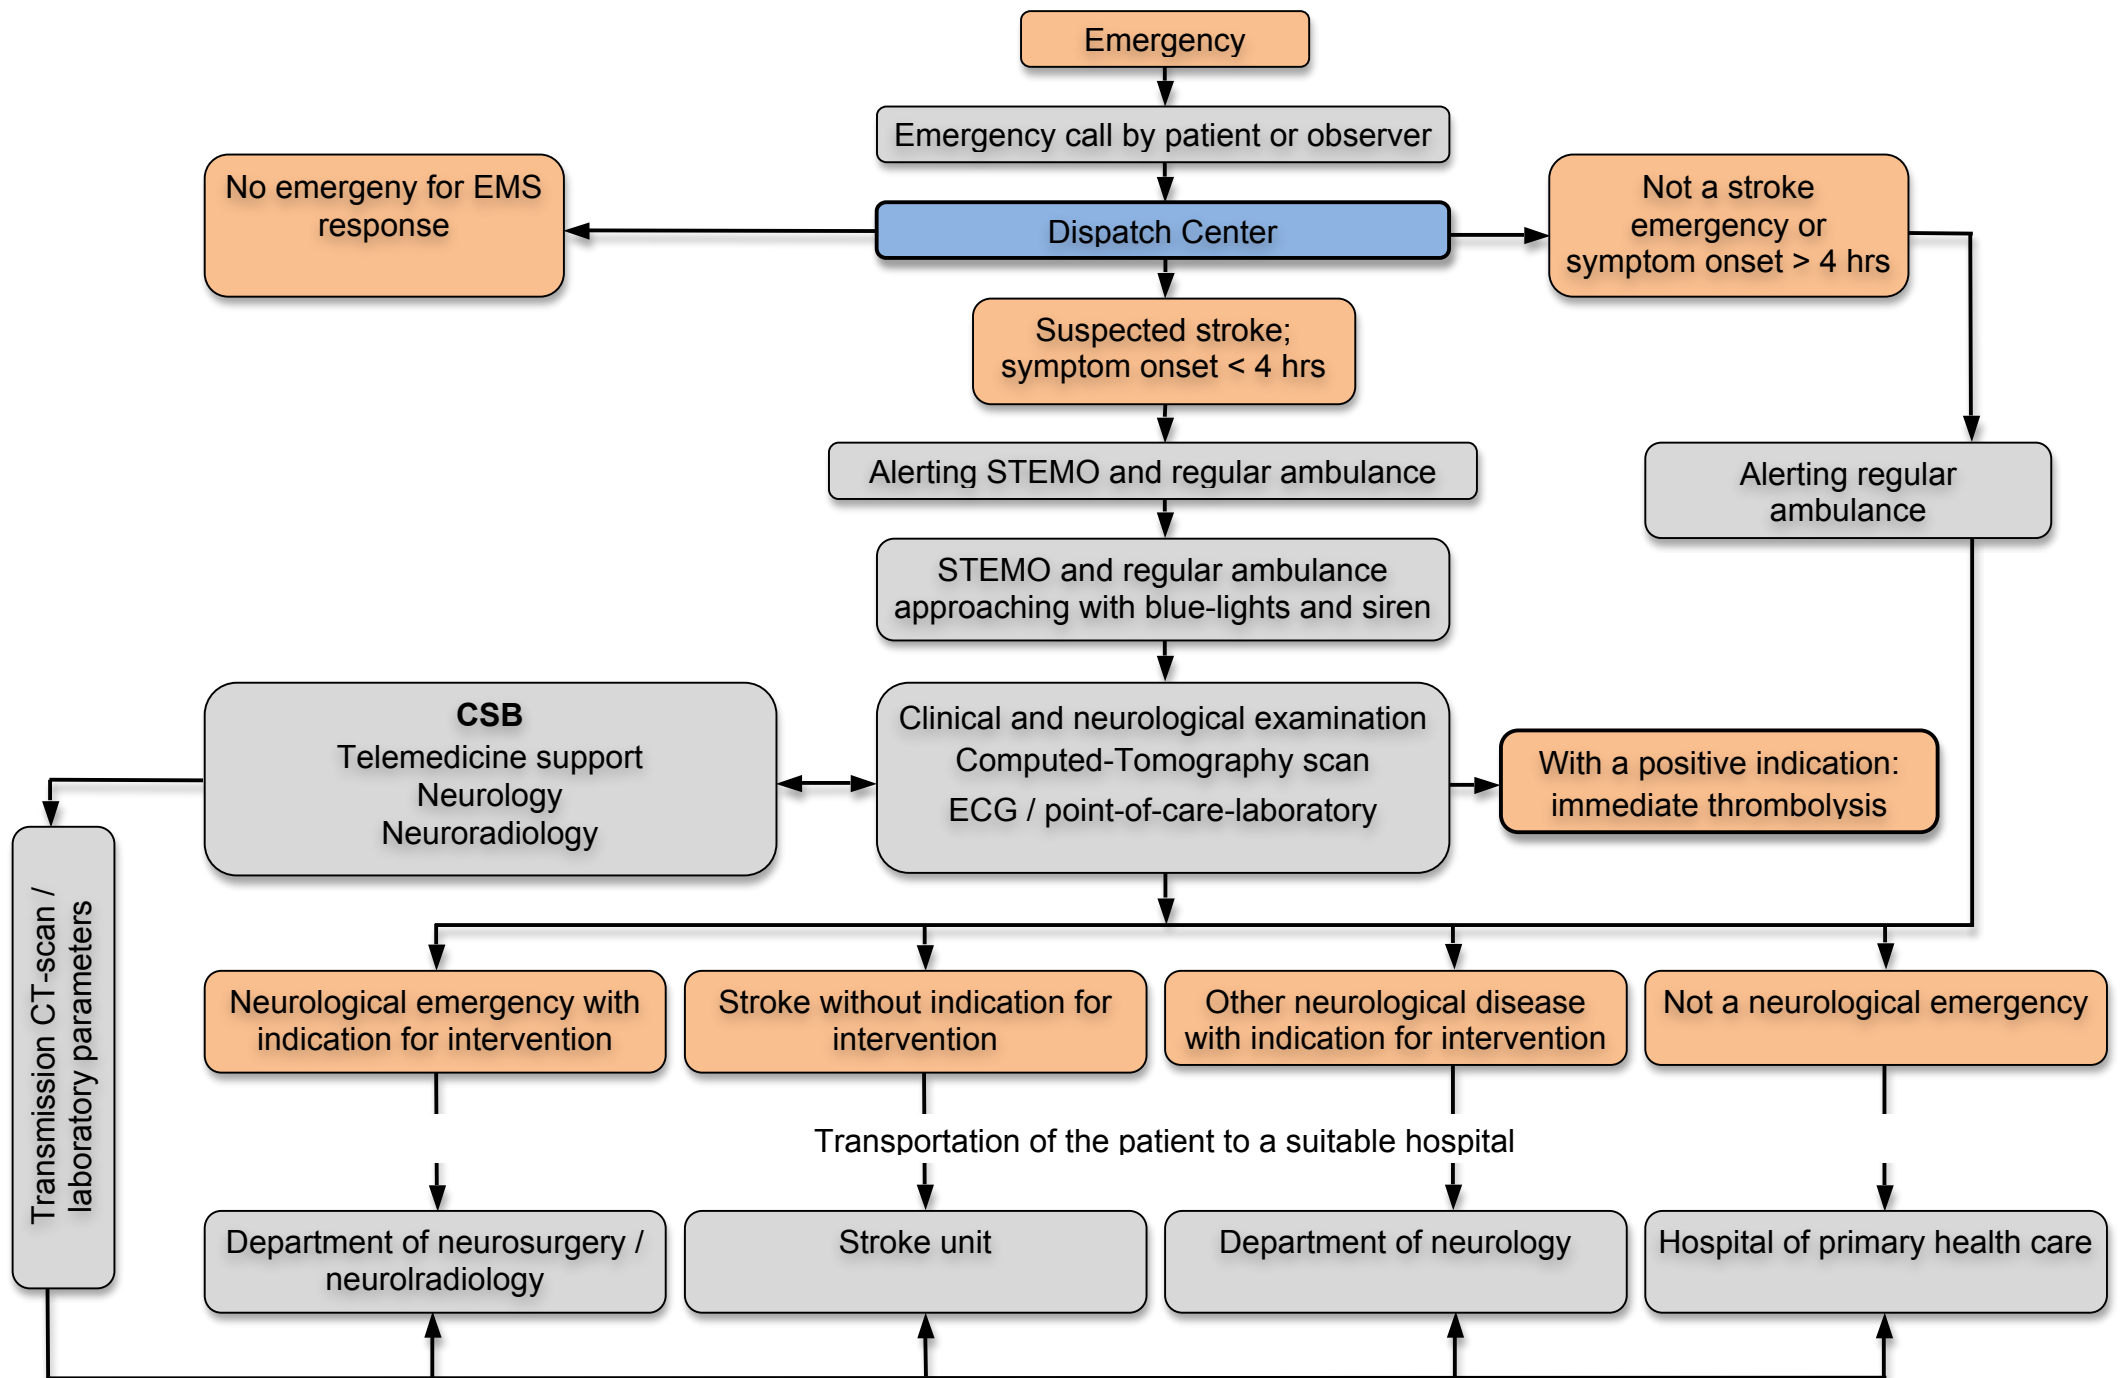 Emergency
Emergency call by patient or observer
No emergeny for EMS
response
Dispatch Center
Not a stroke
emergency or
symptom onset > 4 hrs
Suspected stroke;
symptom onset < 4 hrs
Alerting STEMO and regular ambulance
Alerting regular
ambulance
STEMO and regular ambulance
approaching with blue-lights and siren
CSB
Telemedicine support
Neurology
Neuroradiology
Clinical and neurological examination
Computed-Tomography scan
ECG / point-of-care-laboratory
With a positive indication:
immediate thrombolysis
Transmission CT-scan /
laboratory parameters
Neurological emergency with
indication for intervention
Stroke without indication for
intervention
Other neurological disease
with indication for intervention
Not a neurological emergency
Transportation of the patient to a suitable hospital
Department of neurosurgery /
neurolradiology
Stroke unit
Department of neurology
Hospital of primary health care